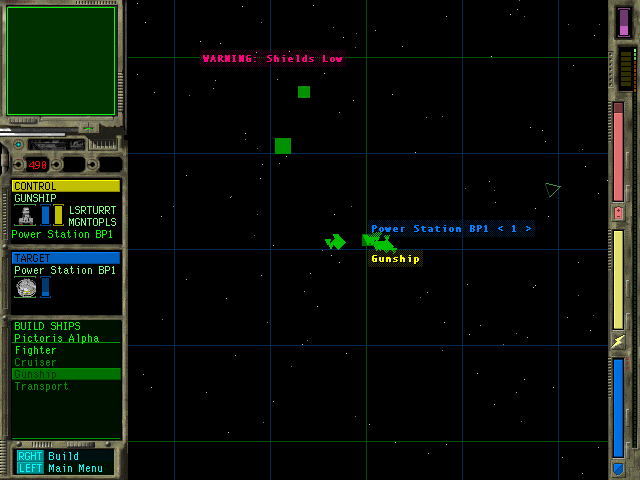 WARNING: Shields Low
490
CONTROL
GUNSHIP
LSRTURRT
MGNTOPLS
Power Station BP1
TARGET
Power Station BP1
Power Station BP1 < 1 >
Gunship
BUILD SHIPS
Pictoris Alpha
Fighter
Cruiser
Gunship
Transport
RGHT Build
LEFT Main Menu